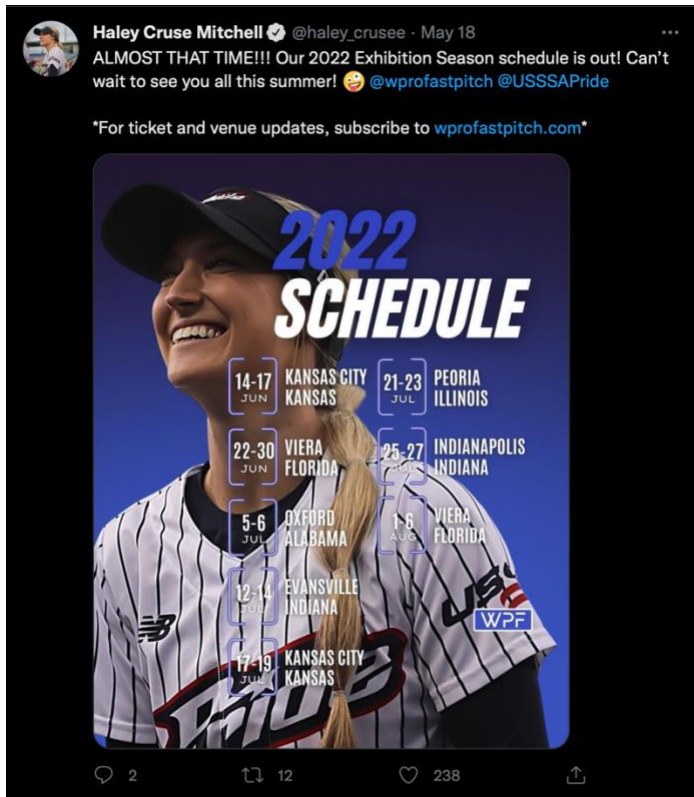 Haley Cruse Mitchell @haley_crusee · May 18
ALMOST THAT TIME!!! Our 2022 Exhibition Season schedule is out! Can't
wait to see you all this summer! 🤪 @wprofastpitch @USSSAPride
*For ticket and venue updates, subscribe to wprofastpitch.com*
Pride
2022
SCHEDULE
14-17
JUN
KANSAS CITY
KANSAS
22-30
JUN
VIERA
FLORIDA
5-6
JUL
OXFORD
ALABAMA
12-14
JUL
EVANSVILLE
INDIANA
17-19
JUL
KANSAS CITY
KANSAS
21-23
JUL
PEORIA
ILLINOIS
25-27
JUL
INDIANAPOLIS
INDIANA
1-6
AUG
VIERA
FLORIDA
NB
WPF
Pride
2
12
238